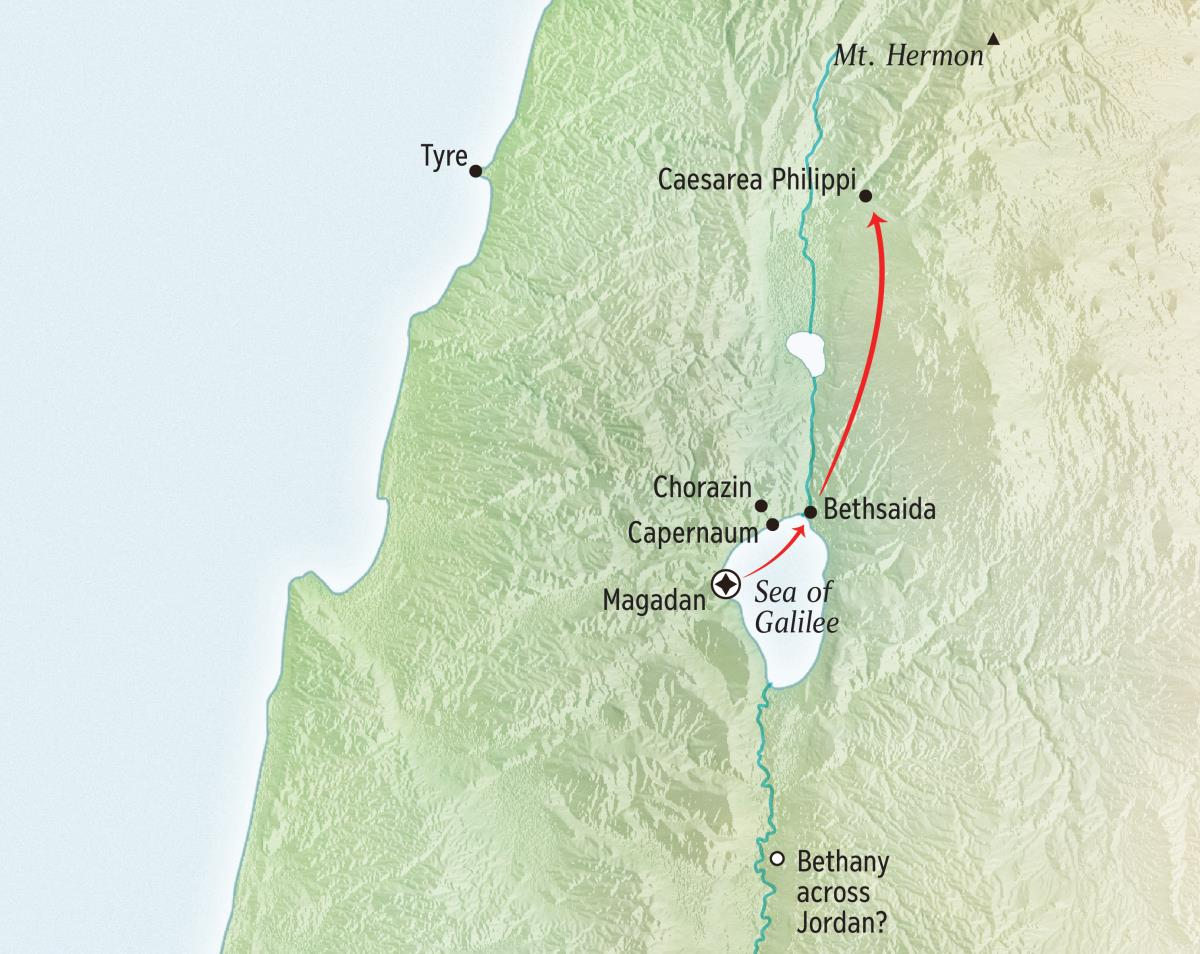 Mt. Hermon
Tyre
Caesarea Philippi
Chorazin
Bethsaida
Capernaum
Magadan
Sea of
Galilee
Bethany
across
Jordan?